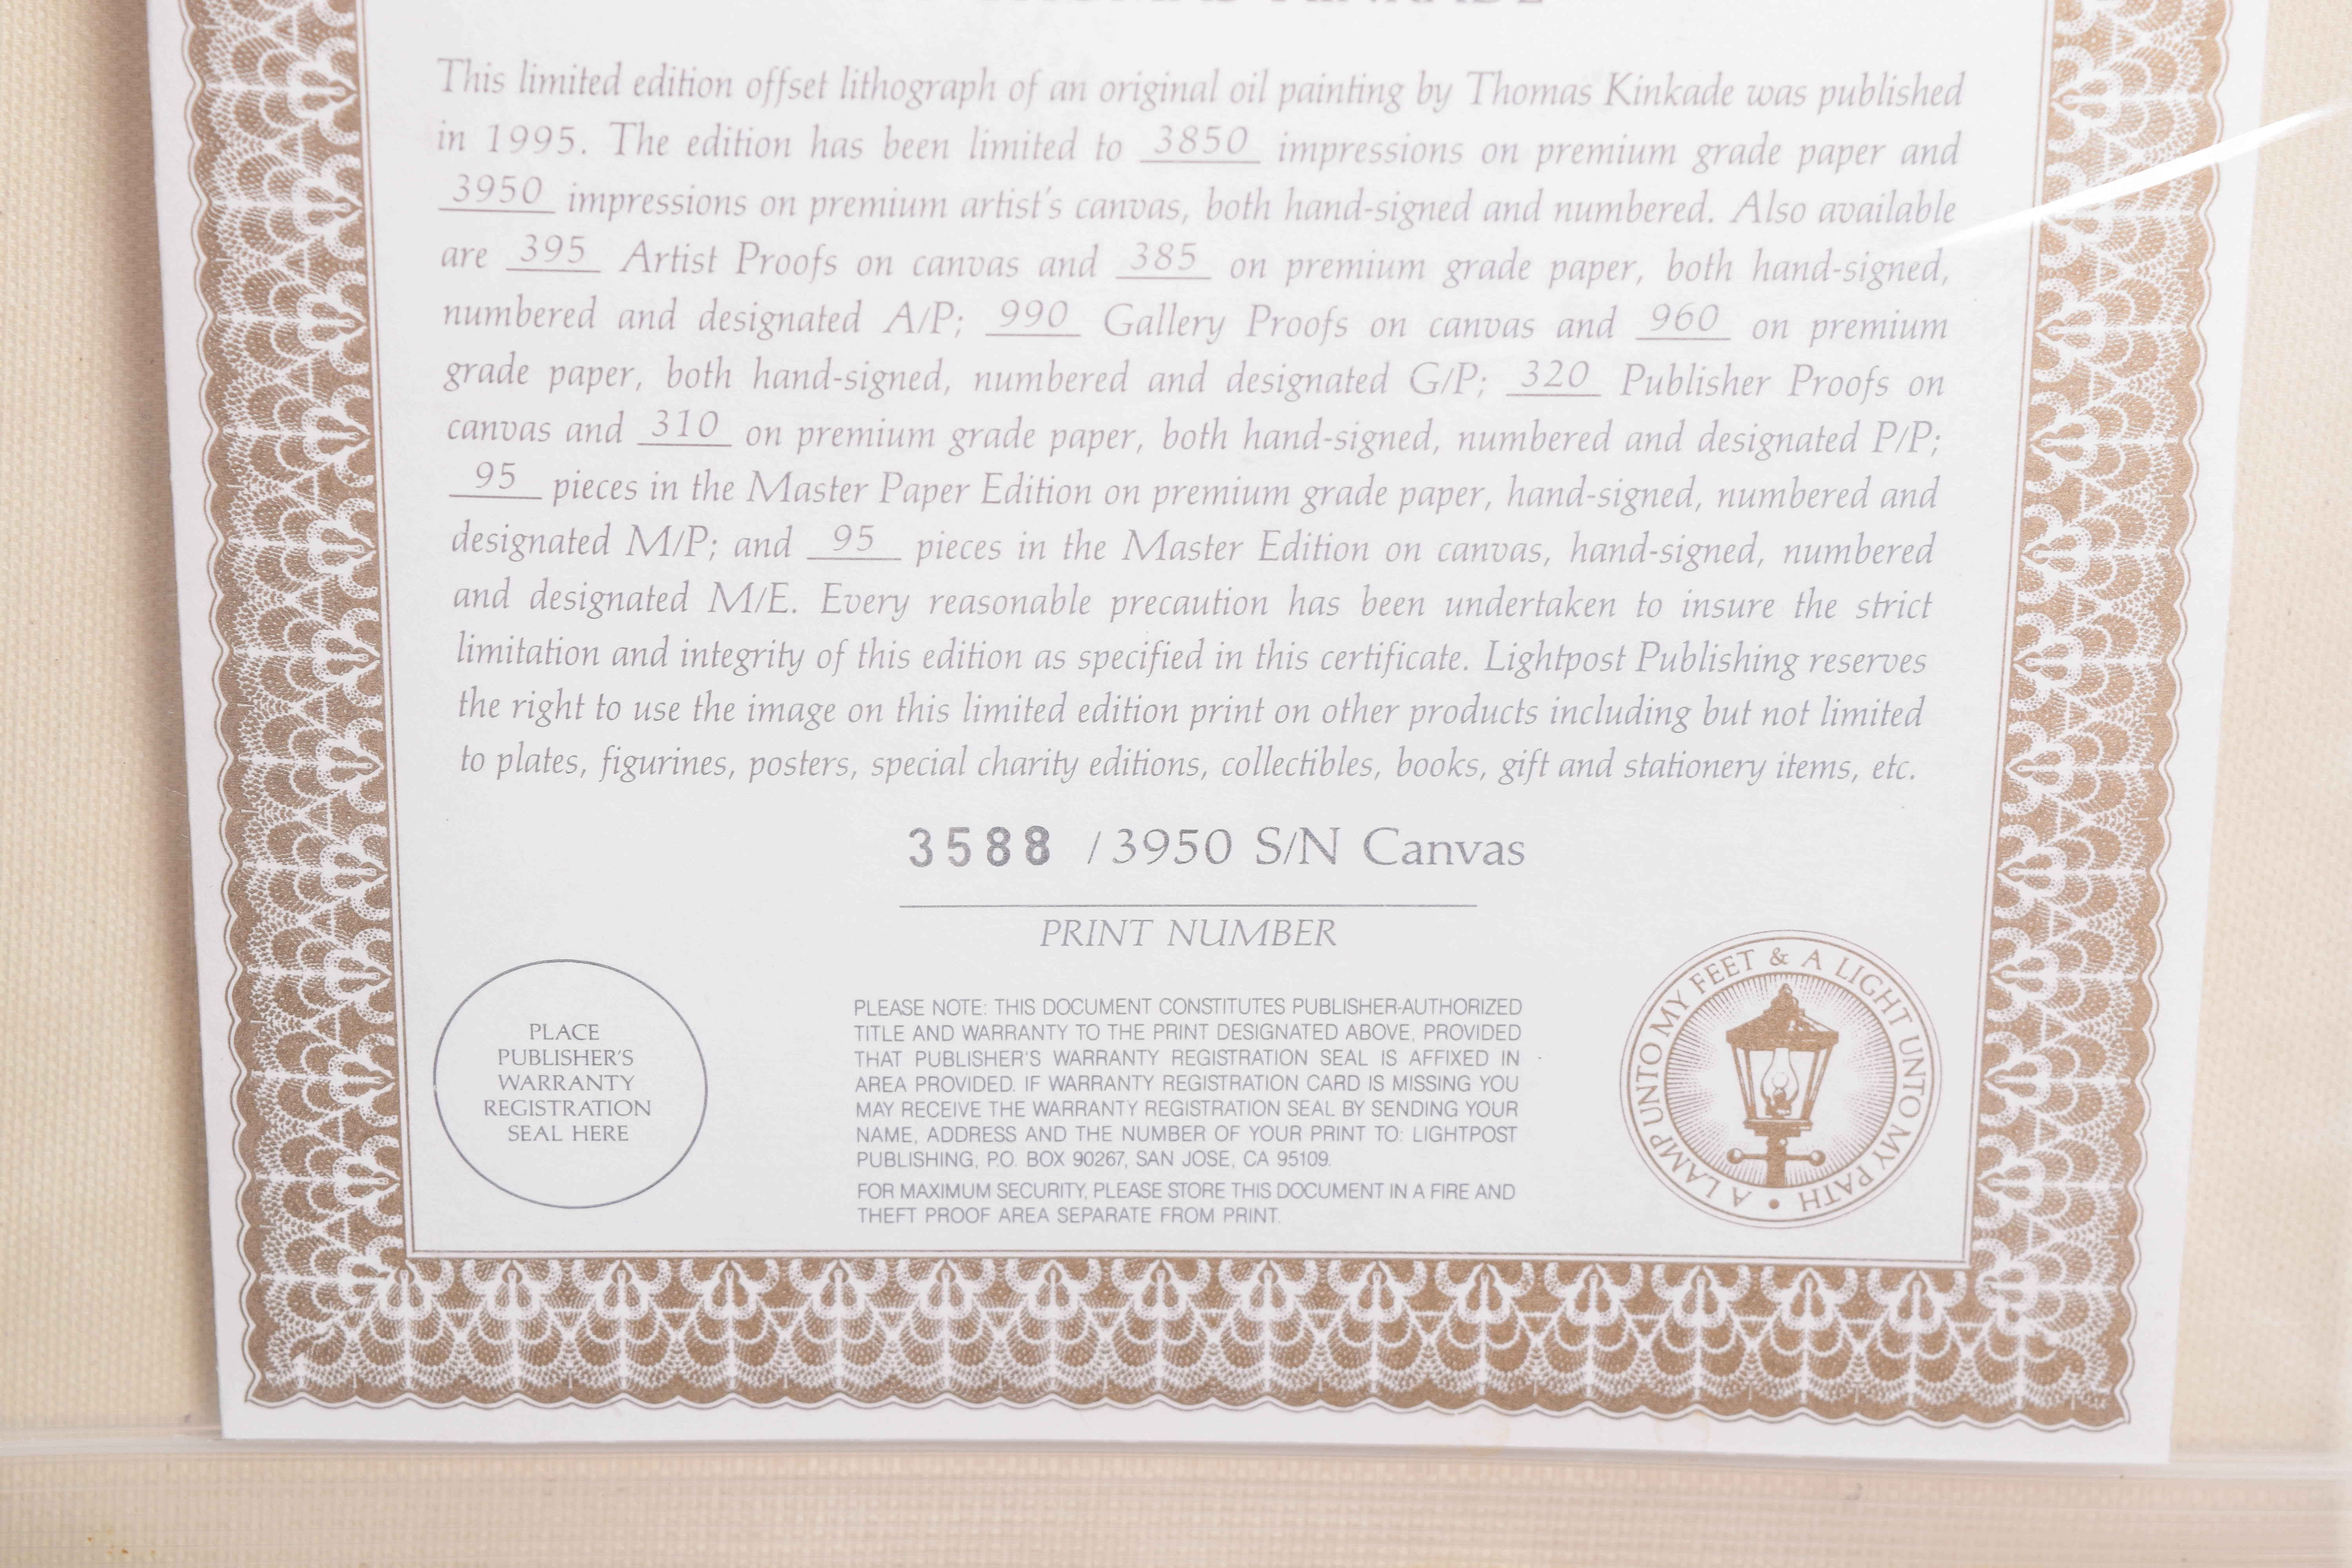 THOMAS KINKADE
This limited edition offset lithograph of an original oil painting by Thomas Kinkade was published
in 1995. The edition has been limited to 3850 impressions on premium grade paper and
3950 impressions on premium artist's canvas, both hand-signed and numbered. Also available
are 395 Artist Proofs on canvas and 385 on premium grade paper, both hand-signed,
numbered and designated A/P; 990 Gallery Proofs on canvas and 960 on premium
grade paper, both hand-signed, numbered and designated G/P; 320 Publisher Proofs on
canvas and 310 on premium grade paper, both hand-signed, numbered and designated P/P;
95 pieces in the Master Paper Edition on premium grade paper, hand-signed, numbered and
designated M/P; and 95 pieces in the Master Edition on canvas, hand-signed, numbered
and designated M/E. Every reasonable precaution has been undertaken to insure the strict
limitation and integrity of this edition as specified in this certificate. Lightpost Publishing reserves
the right to use the image on this limited edition print on other products including but not limited
to plates, figurines, posters, special charity editions, collectibles, books, gift and stationery items, etc.
3588 / 3950 S/N Canvas
PRINT NUMBER
PLACE
PUBLISHER'S
WARRANTY
REGISTRATION
SEAL HERE
PLEASE NOTE: THIS DOCUMENT CONSTITUTES PUBLISHER-AUTHORIZED
TITLE AND WARRANTY TO THE PRINT DESIGNATED ABOVE, PROVIDED
THAT PUBLISHER'S WARRANTY REGISTRATION SEAL IS AFFIXED IN
AREA PROVIDED. IF WARRANTY REGISTRATION CARD IS MISSING YOU
MAY RECEIVE THE WARRANTY REGISTRATION SEAL BY SENDING YOUR
NAME, ADDRESS AND THE NUMBER OF YOUR PRINT TO: LIGHTPOST
PUBLISHING, P.O. BOX 90267, SAN JOSE, CA 95109.
FOR MAXIMUM SECURITY, PLEASE STORE THIS DOCUMENT IN A FIRE AND
THEFT PROOF AREA SEPARATE FROM PRINT.
A LAMP UNTO MY FEET & A LIGHT UNTO MY PATH •